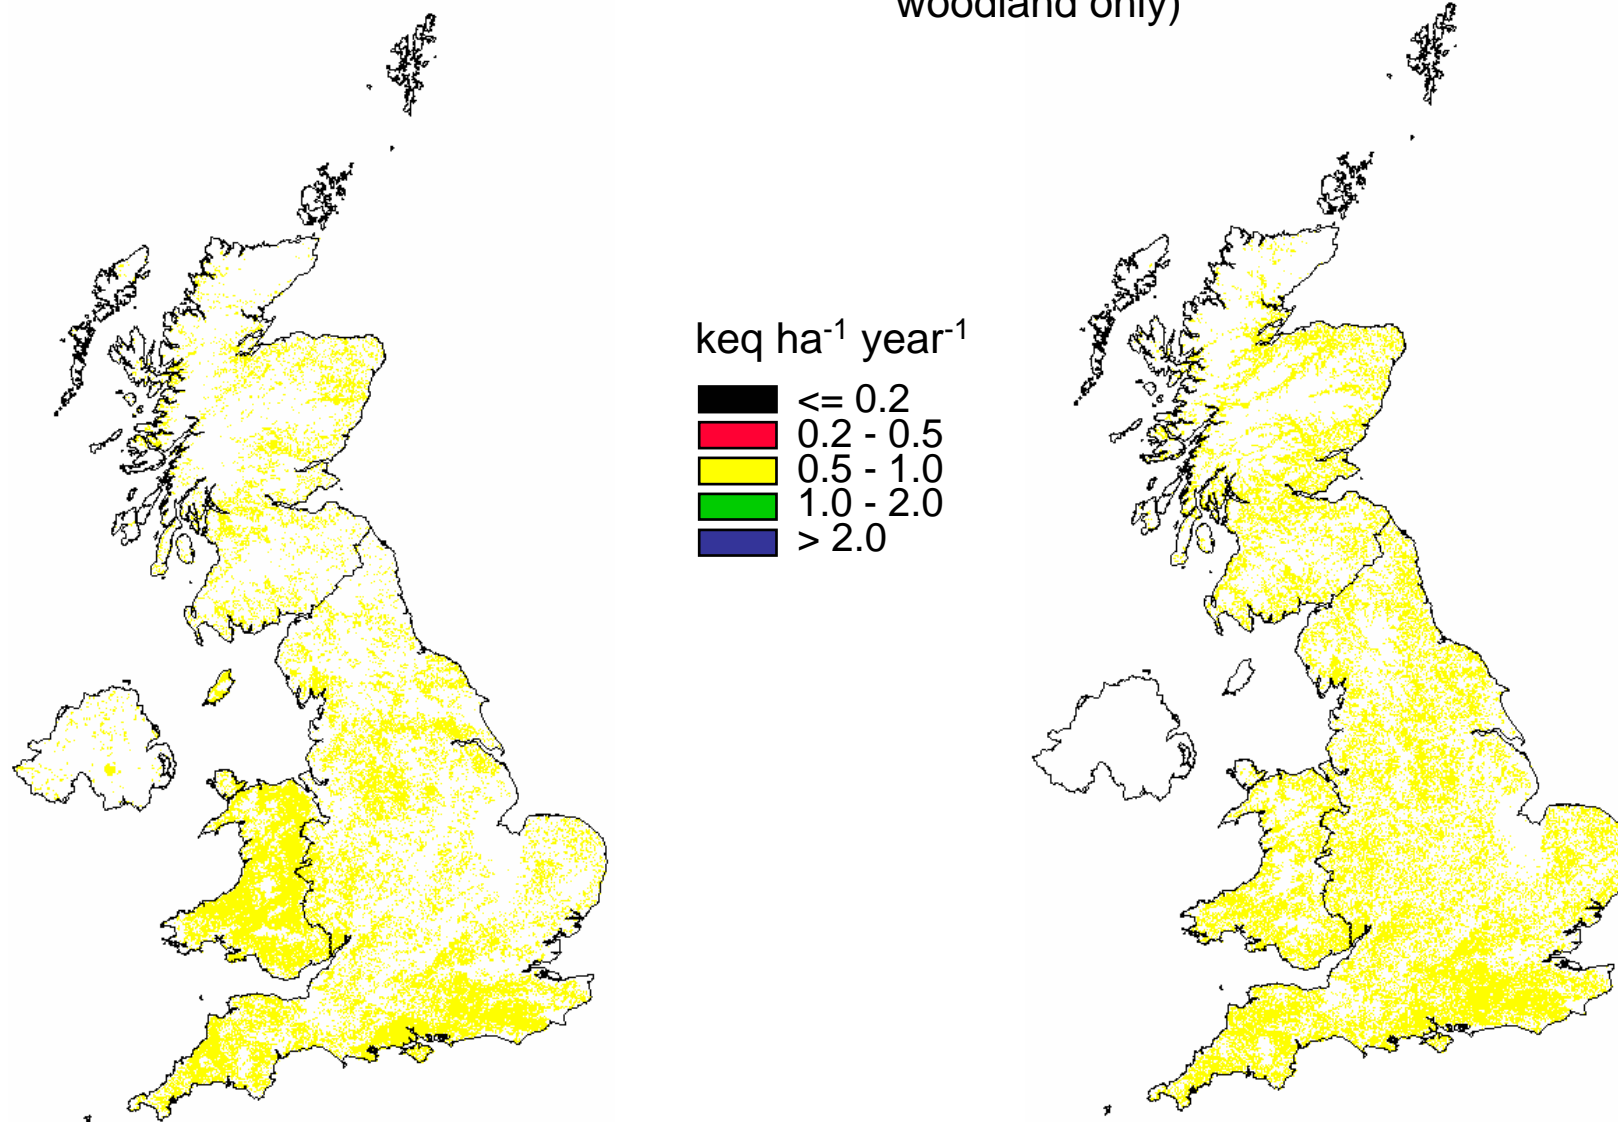 woodland only)
keq ha⁻¹ year⁻¹
<= 0.2
0.2 - 0.5
0.5 - 1.0
1.0 - 2.0
> 2.0